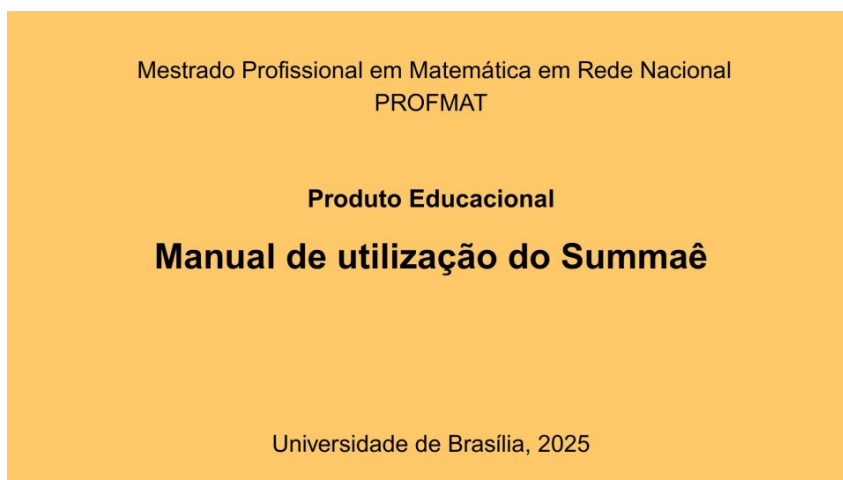 Mestrado Profissional em Matemática em Rede Nacional
PROFMAT
Produto Educacional
Manual de utilização do Summaê
Universidade de Brasília, 2025